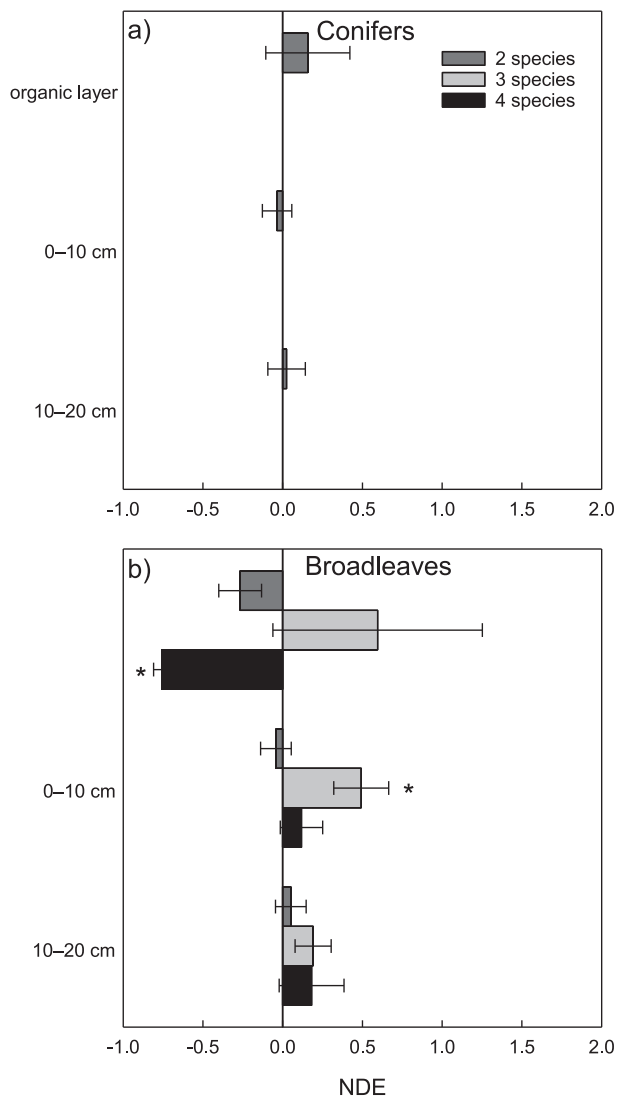 a) Conifers
2 species
3 species
4 species
organic layer
0–10 cm
10–20 cm
-1.0 -0.5 0.0 0.5 1.0 1.5 2.0
b) Broadleaves
*
0–10 cm
*
10–20 cm
-1.0 -0.5 0.0 0.5 1.0 1.5 2.0
NDE